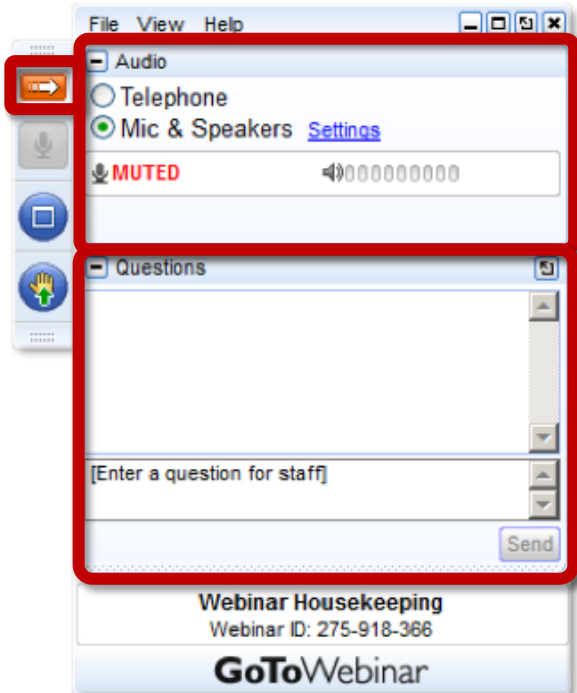 File View Help
Audio
Telephone
Mic & Speakers Settings
MUTED
Questions
[Enter a question for staff]
Send
Webinar Housekeeping
Webinar ID: 275-918-366
GoToWebinar